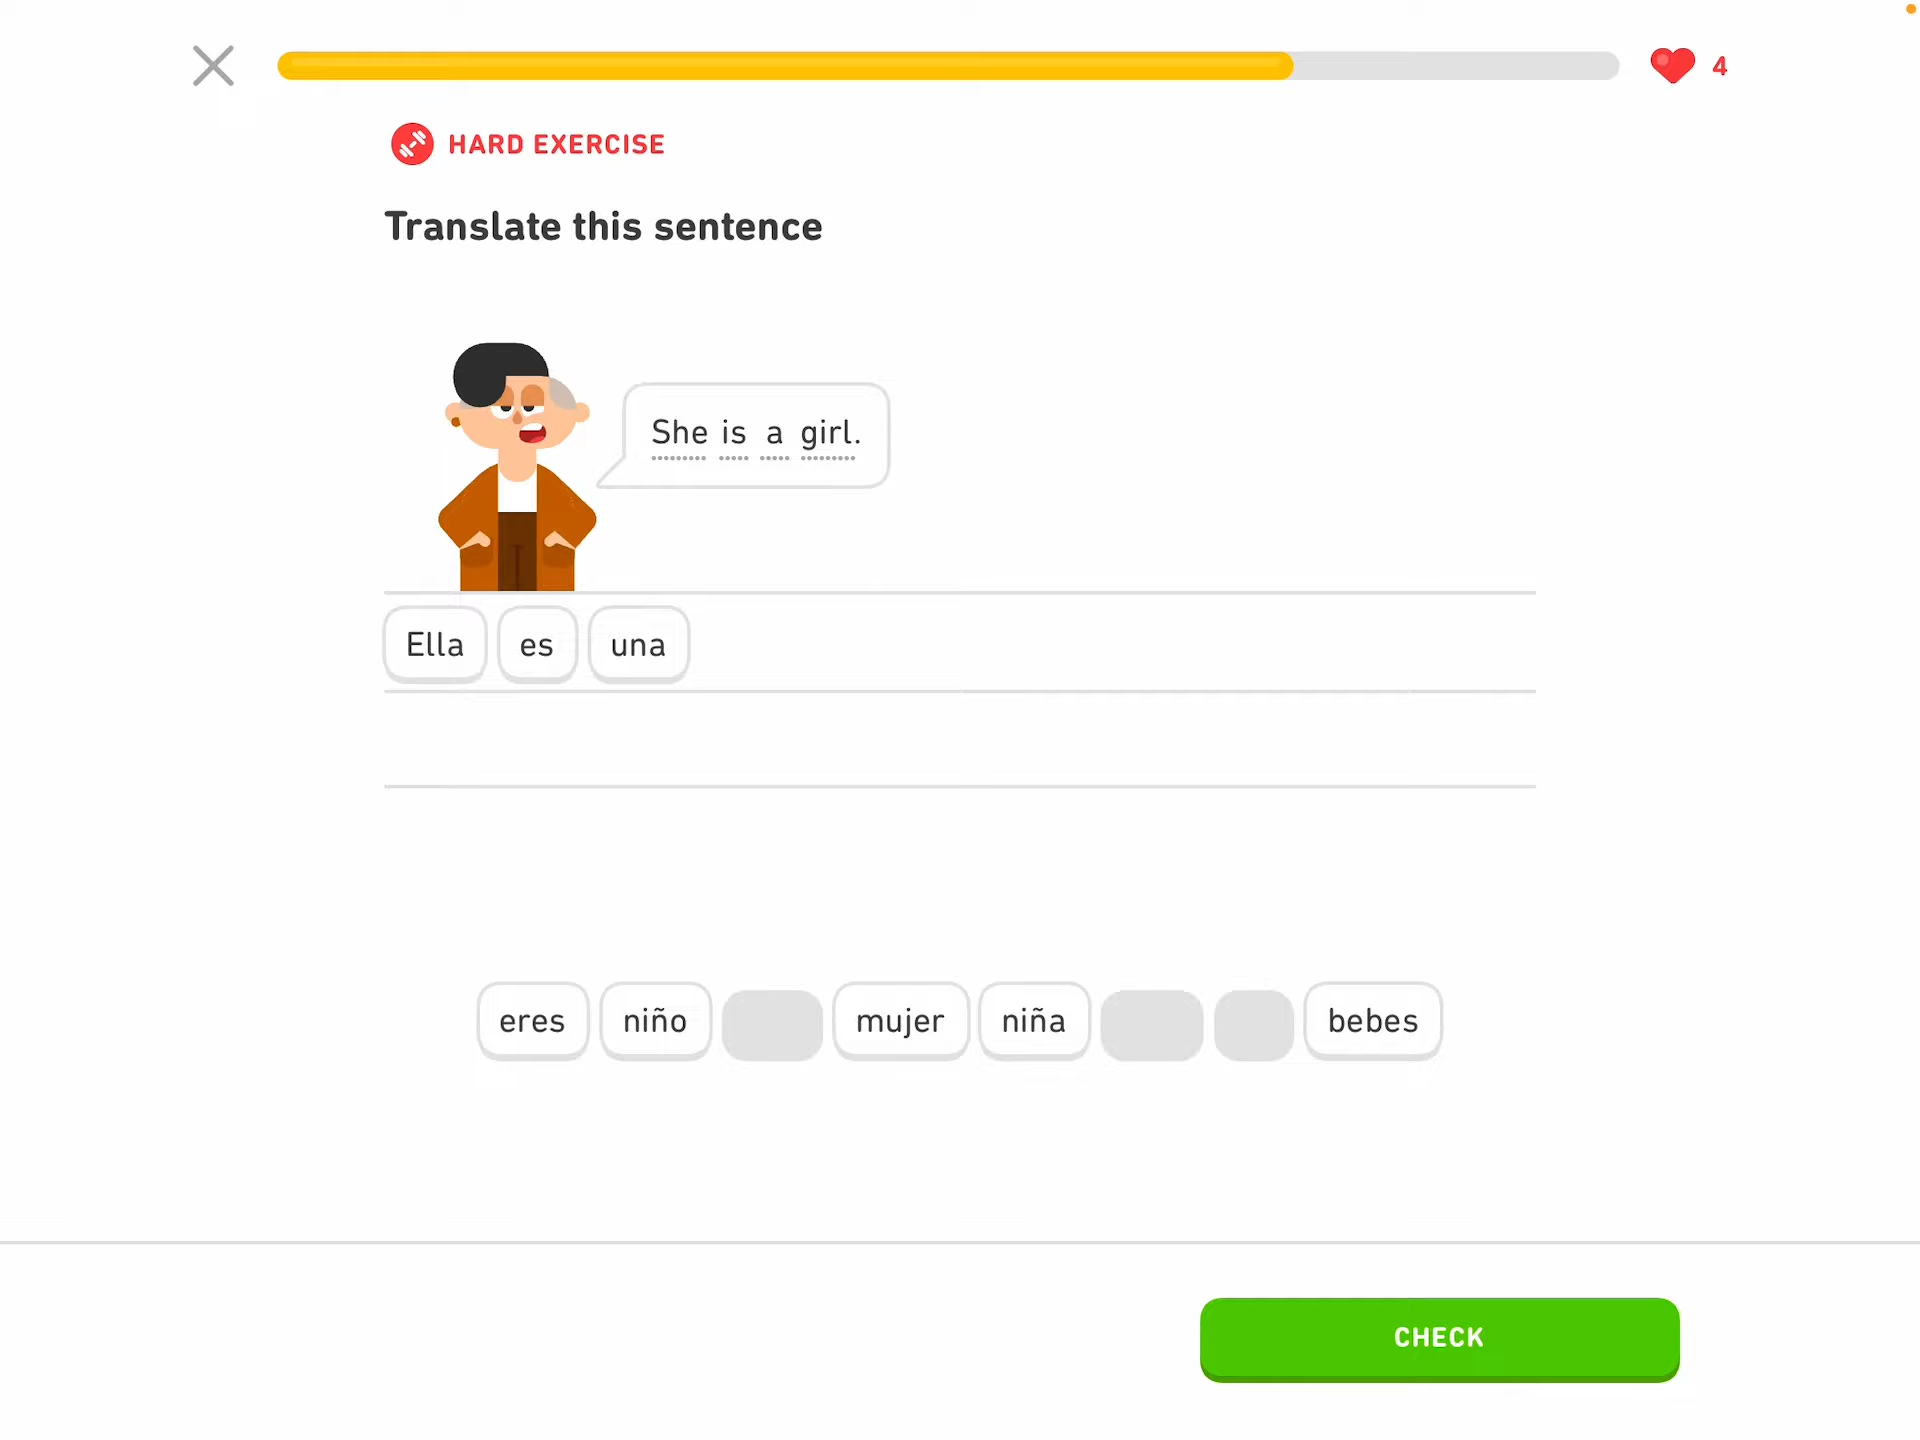 4
HARD EXERCISE
Translate this sentence
She is a girl.
Ella es una
eres niño mujer niña bebes
CHECK